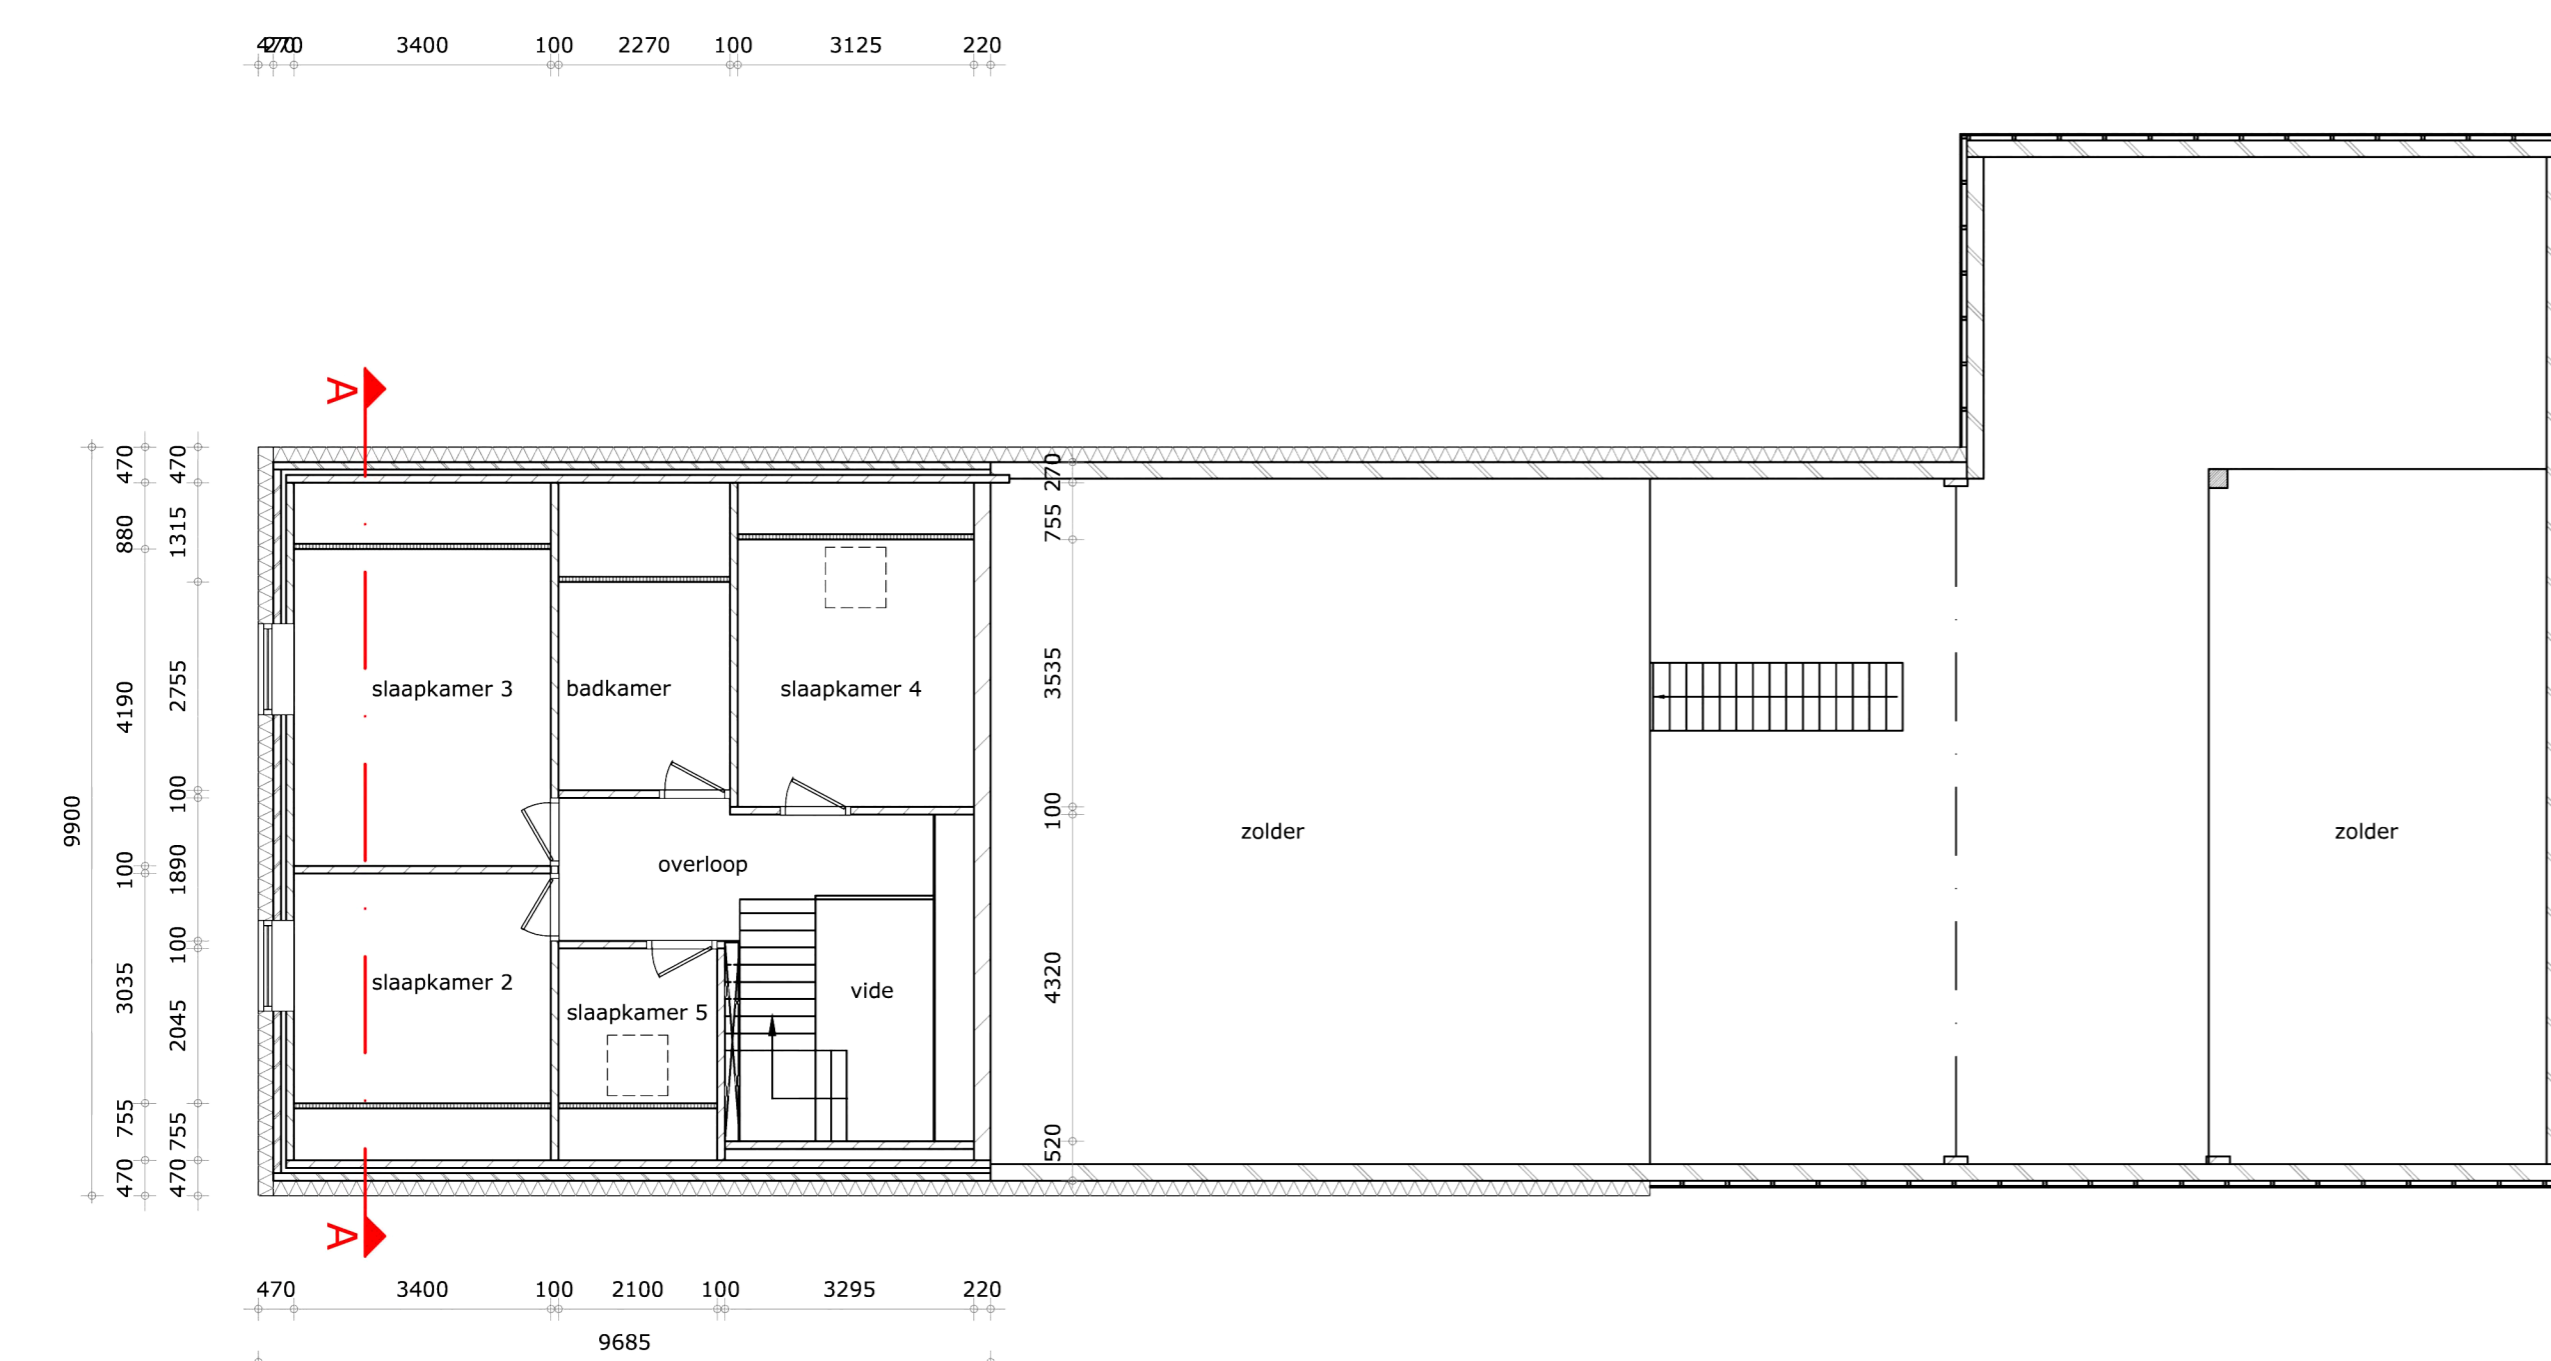 470 270 3400 100 2270 100 3125 220
A
470 470 270
880 1315 755
slaapkamer 3 badkamer slaapkamer 4
4190 2755 3535
9900
100 100
zolder zolder
100 1890
overloop
100
3035 2045 4320
slaapkamer 2 vide
slaapkamer 5
755 755 520
470 470
A
470 3400 100 2100 100 3295 220
9685